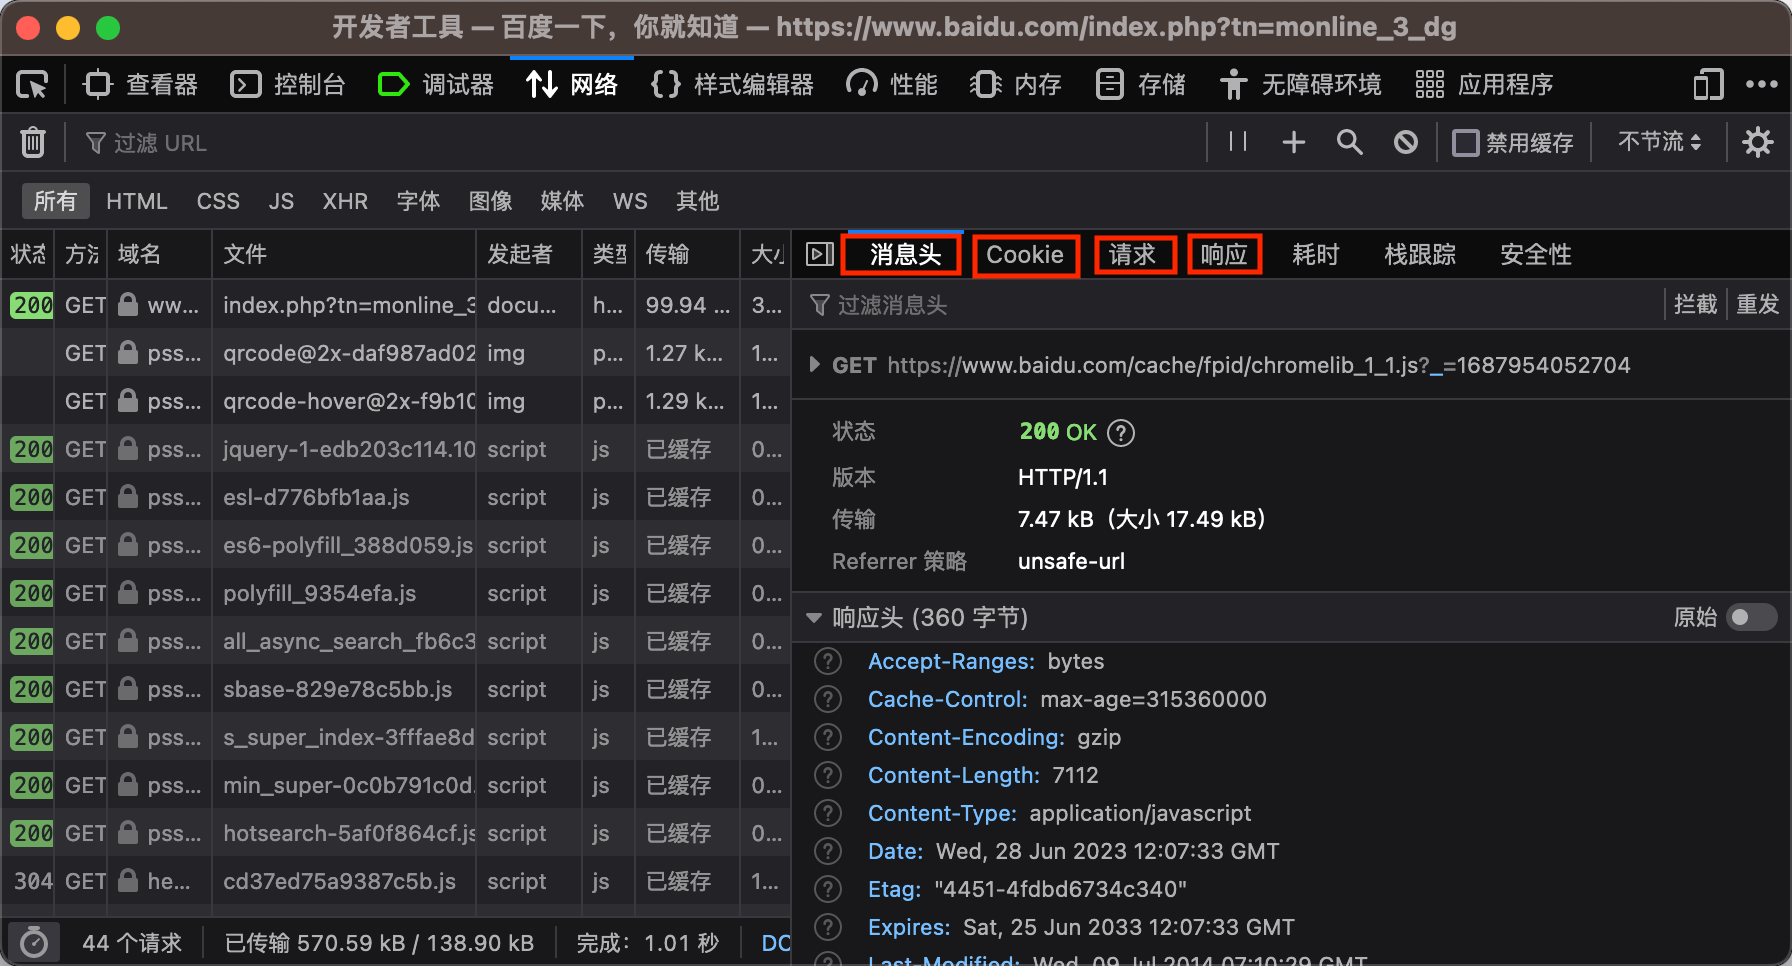 开发者工具 — 百度一下，你就知道 — https://www.baidu.com/index.php?tn=monline_3_dg
查看器 控制台 调试器 网络 {} 样式编辑器 性能 内存 存储 无障碍环境 应用程序
过滤 URL 禁用缓存 不节流
所有 HTML CSS JS XHR 字体 图像 媒体 WS 其他
状态 方法 域名 文件 发起者 类型 传输 大小
200 GET ww... index.php?tn=monline_3 docu... h... 99.94 ... 3...
GET pss... qrcode@2x-daf987ad02 img p... 1.27 k... 1...
GET pss... qrcode-hover@2x-f9b10 img p... 1.29 k... 1...
200 GET pss... jquery-1-edb203c114.10 script js 已缓存 0...
200 GET pss... esl-d776bfb1aa.js script js 已缓存 0...
200 GET pss... es6-polyfill_388d059.js script js 已缓存 0...
200 GET pss... polyfill_9354efa.js script js 已缓存 0...
200 GET pss... all_async_search_fb6c3 script js 已缓存 0...
200 GET pss... sbase-829e78c5bb.js script js 已缓存 0...
200 GET pss... s_super_index-3fffae8d script js 已缓存 1...
200 GET pss... min_super-0c0b791c0d. script js 已缓存 0...
200 GET pss... hotsearch-5af0f864cf.js script js 已缓存 0...
304 GET he... cd37ed75a9387c5b.js script js 已缓存 1...
44 个请求 已传输 570.59 kB / 138.90 kB 完成：1.01 秒 DO
消息头 Cookie 请求 响应 耗时 栈跟踪 安全性
过滤消息头 拦截 重发
GET https://www.baidu.com/cache/fpid/chromelib_1_1.js?_=1687954052704
状态 200 OK ?
版本 HTTP/1.1
传输 7.47 kB（大小 17.49 kB）
Referrer 策略 unsafe-url
响应头 (360 字节) 原始
? Accept-Ranges: bytes
? Cache-Control: max-age=315360000
? Content-Encoding: gzip
? Content-Length: 7112
? Content-Type: application/javascript
? Date: Wed, 28 Jun 2023 12:07:33 GMT
? Etag: "4451-4fdbd6734c340"
? Expires: Sat, 25 Jun 2033 12:07:33 GMT
? Last-Modified: Wed, 09 Jul 2014 07:10:29 GMT